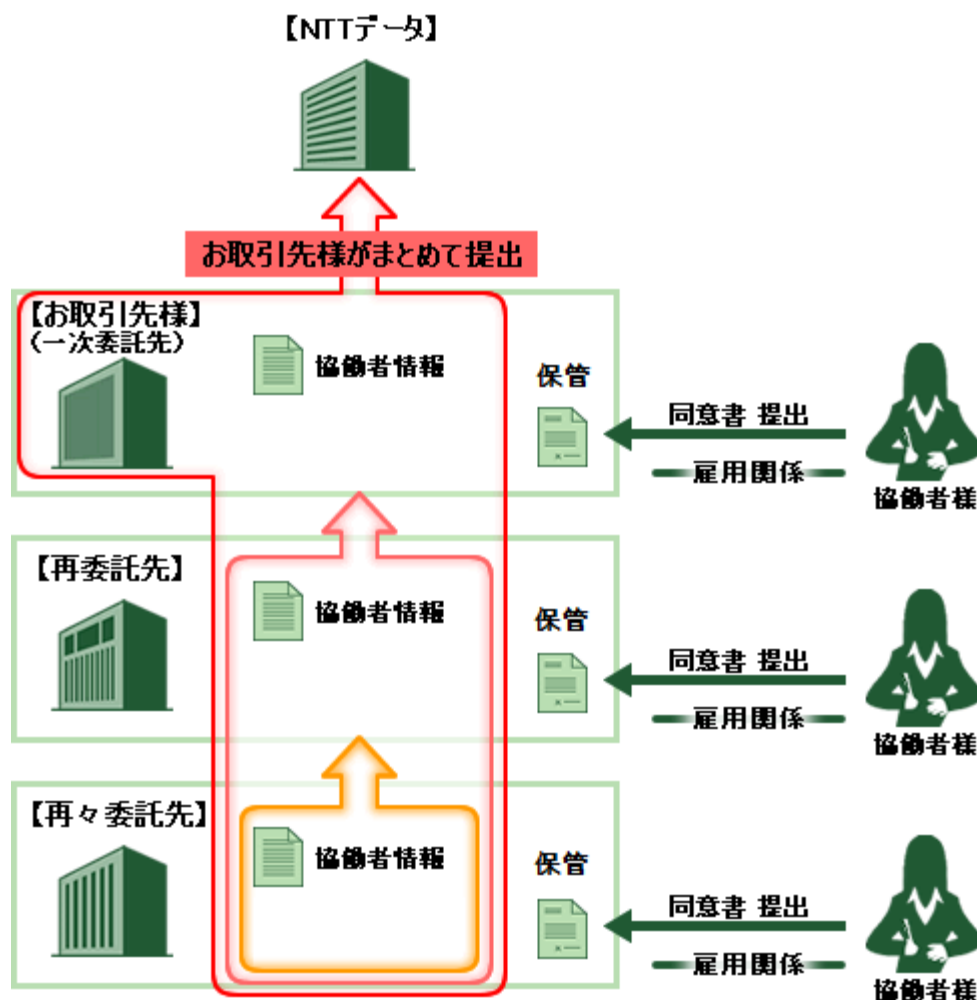 【NTTデータ】
お取引先様がまとめて提出
【お取引先様】
（一次委託先）
協働者情報
保管
同意書 提出
雇用関係
協働者様
【再委託先】
協働者情報
保管
同意書 提出
雇用関係
協働者様
【再々委託先】
協働者情報
保管
同意書 提出
雇用関係
協働者様